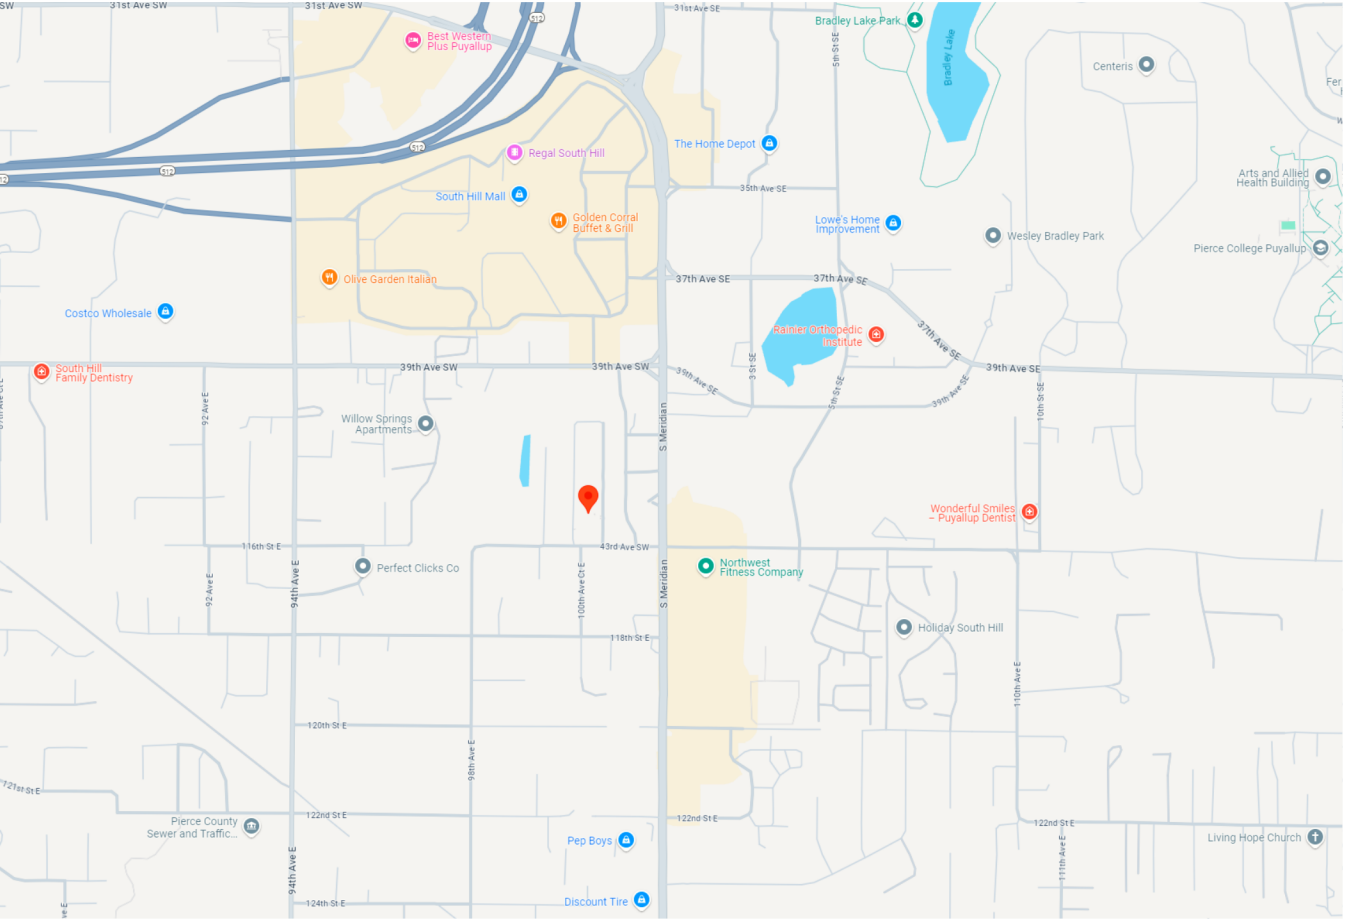 SW
31st Ave SW
31st Ave SW
31st Ave SE
512
Bradley Lake Park
Best Western
Plus Puyallup
5th St SE
Bradley Lake
Centeris
Fer
512
The Home Depot
Regal South Hill
512
12
Arts and Allied
Health Building
35th Ave SE
South Hill Mall
Golden Corral
Buffet & Grill
Lowe's Home
Improvement
Wesley Bradley Park
Pierce College Puyallup
Olive Garden Italian
37th Ave SE
37th Ave SE
Costco Wholesale
Rainier Orthopedic
Institute
37th Ave SE
39th Ave SW
39th Ave SW
39th Ave SE
3 St SE
39th Ave SE
South Hill
Family Dentistry
5th St SE
39th Ave SE
10th St SE
92 Ave E
Willow Springs
Apartments
S Meridian
Wonderful Smiles
– Puyallup Dentist
116th St E
43rd Ave SW
Perfect Clicks Co
Northwest
Fitness Company
92 Ave E
94th Ave E
100th Ave Ct E
S Meridian
118th St E
Holiday South Hill
110th Ave E
120th St E
98th Ave E
121st St E
122nd St E
122nd St E
122nd St E
Pierce County
Sewer and Traffic...
Pep Boys
Living Hope Church
94th Ave E
111th Ave E
124th St E
Discount Tire